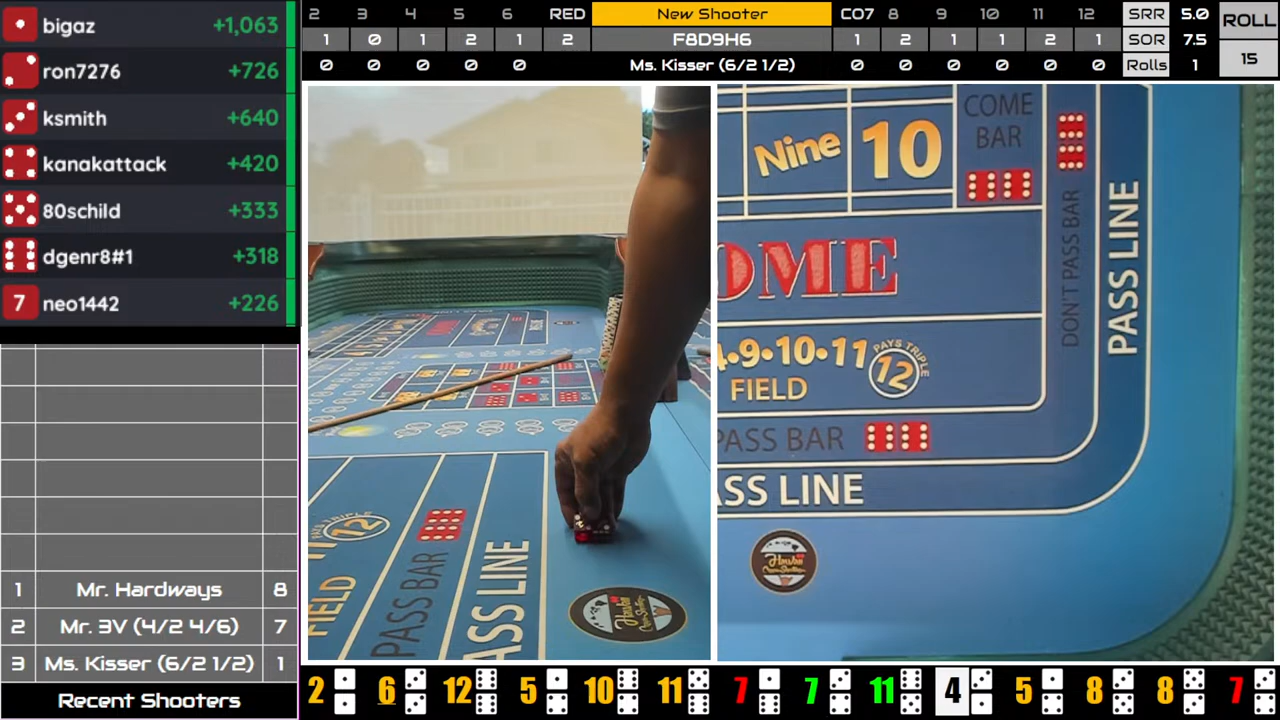 bigaz +1,063
ron7276 +726
ksmith +640
kanakattack +420
80schild +333
dgenr8#1 +318
7 neo1442 +226
2 3 4 5 6 RED New Shooter CO7 8 9 10 11 12 SRR 5.0 ROLL
1 0 1 2 1 2 F8D9H6 1 2 1 1 2 1 SOR 7.5 15
0 0 0 0 0 Ms. Kisser (6/2 1/2) 0 0 0 0 0 0 Rolls 1
12
FIELD
PASS BAR
PASS LINE
Nine 10 COME BAR
OME
DON'T PASS BAR
PASS LINE
4•9•10•11 PAYS TRIPLE 12
FIELD
PASS BAR
ASS LINE
1 Mr. Hardways 8
2 Mr. 3V (4/2 4/6) 7
3 Ms. Kisser (6/2 1/2) 1
Recent Shooters
2 6 12 5 10 11 7 7 11 4 5 8 8 7